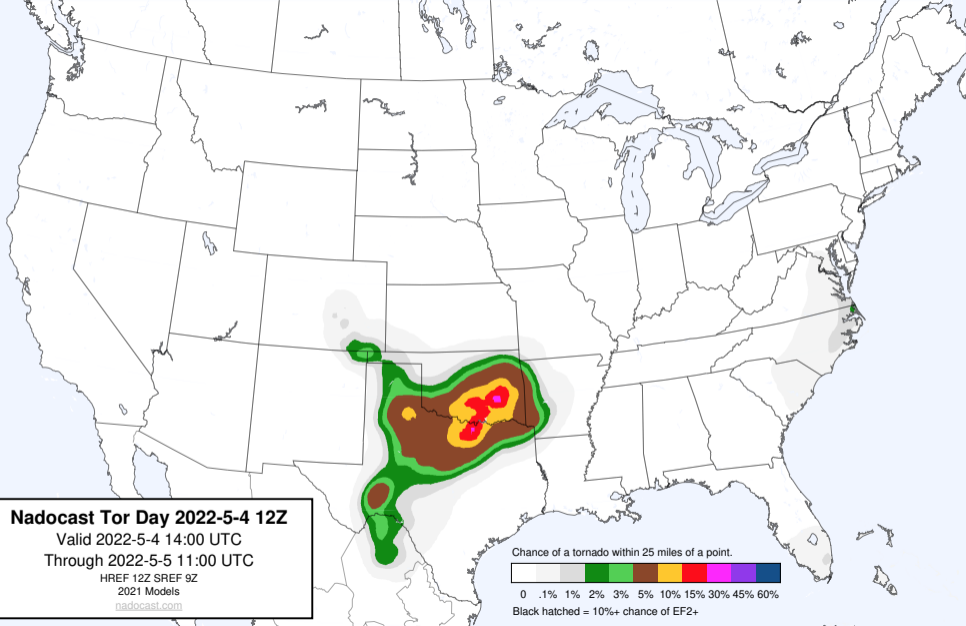 Nadocast Tor Day 2022-5-4 12Z
Valid 2022-5-4 14:00 UTC
Through 2022-5-5 11:00 UTC
HREF 12Z SREF 9Z
2021 Models
nadocast.com
Chance of a tornado within 25 miles of a point.
0 .1% 1% 2% 3% 5% 10% 15% 30% 45% 60%
Black hatched = 10%+ chance of EF2+